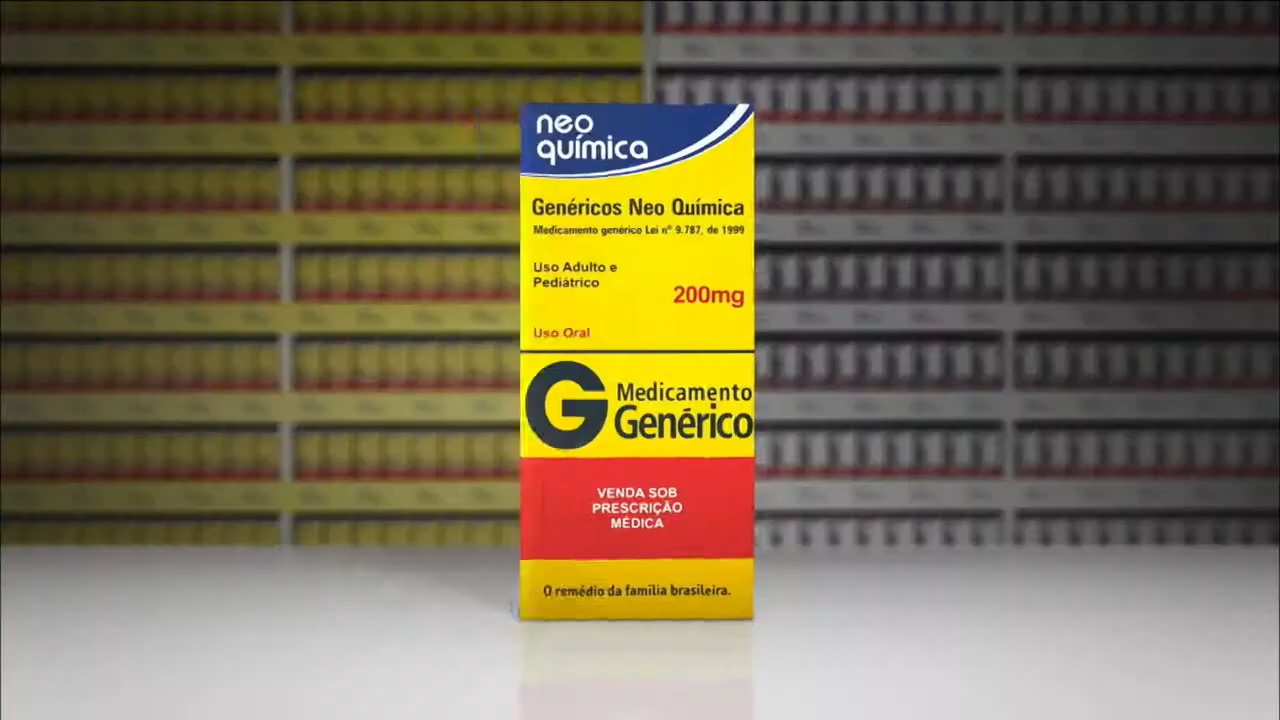 neo
química
Genéricos Neo Química
Medicamento genérico Lei nº 9.787, de 1999
Uso Adulto e
Pediátrico
200mg
Uso Oral
G Medicamento
Genérico
VENDA SOB
PRESCRIÇÃO
MÉDICA
O remédio da família brasileira.